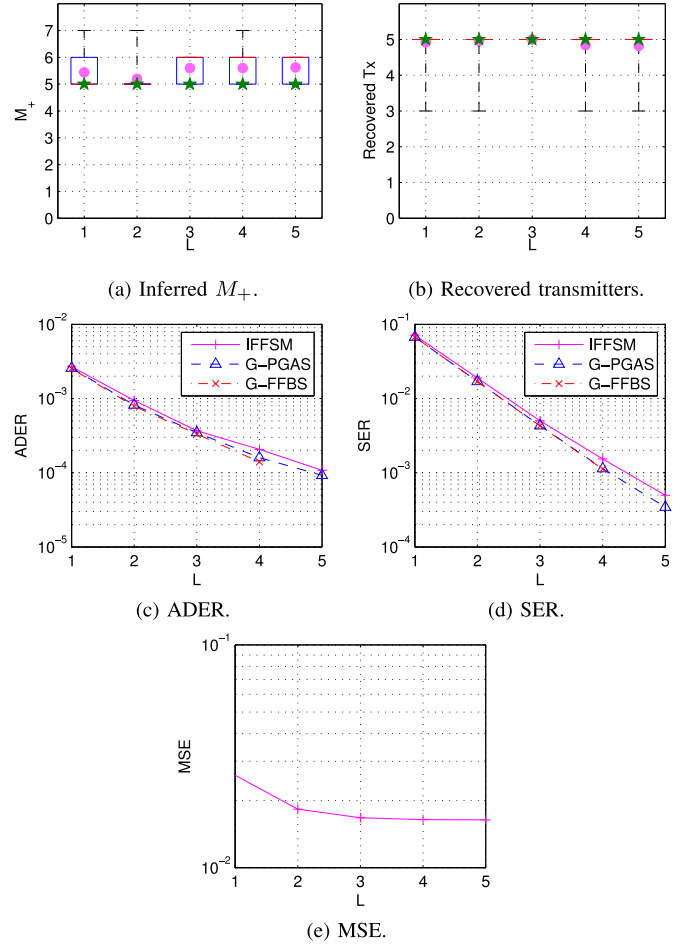 7
6
5
4
3
2
1
0
M+
1 2 3 4 5
L
(a) Inferred M+.
6
5
4
3
2
1
0
Recovered Tx
1 2 3 4 5
L
(b) Recovered transmitters.
10−2
10−3
10−4
10−5
ADER
IFFSM
G−PGAS
G−FFBS
1 2 3 4 5
L
(c) ADER.
10−1
10−2
10−3
10−4
SER
IFFSM
G−PGAS
G−FFBS
1 2 3 4 5
L
(d) SER.
10−1
10−2
MSE
1 2 3 4 5
L
(e) MSE.